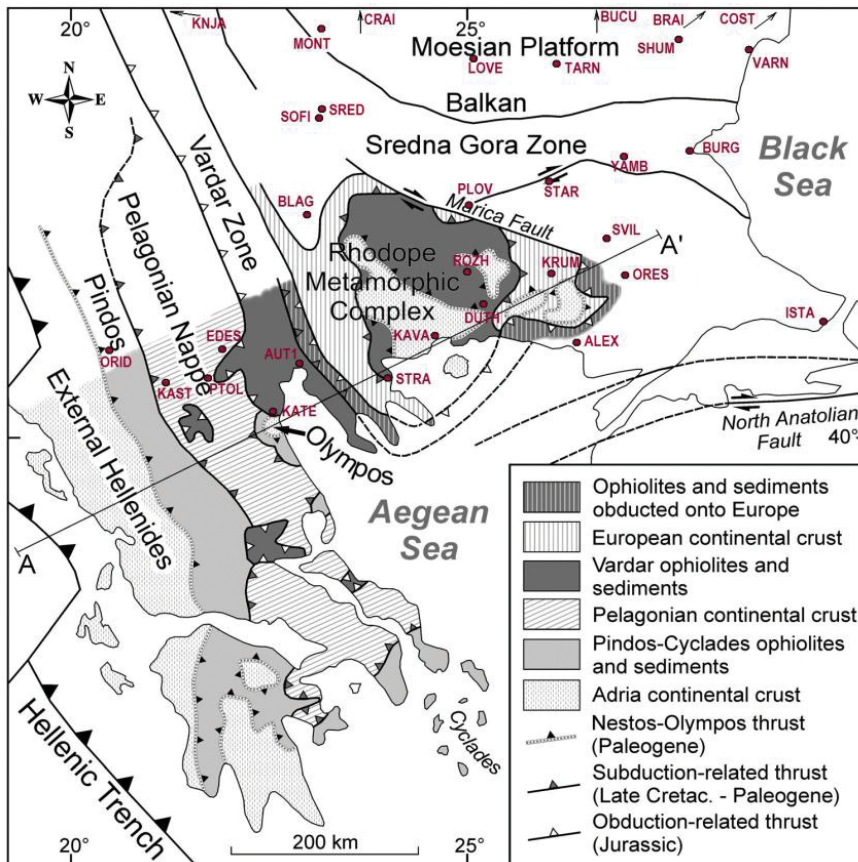 20°
KNJA
CRAI
25°
BUCU
BRAI
COST
MONT
Moesian Platform
SHUM
LOVE
TARN
VARN
N
W
E
S
Balkan
SRED
SOFI
Sredna Gora Zone
BURG
YAMB
Black
Sea
Vardar Zone
STAR
PLOV
BLAG
Marica Fault
SVIL
A'
Pelagonian Nappe
Rhodope
Metamorphic
Complex
ROZH
KRUM
ORES
DUTH
ISTA
Pindos
EDES
KAVA
ALEX
ORID
AUT1
KAST
PTOL
STRA
KATE
North Anatolian
Fault
40°
Olympos
External Hellenides
Aegean
Sea
A
Ophiolites and sediments
obducted onto Europe
European continental crust
Vardar ophiolites and
sediments
Pelagonian continental crust
Pindos-Cyclades ophiolites
and sediments
Adria continental crust
Nestos-Olympos thrust
(Paleogene)
Subduction-related thrust
(Late Cretac. - Paleogene)
Obduction-related thrust
(Jurassic)
Cyclades
Hellenic Trench
20°
200 km
25°